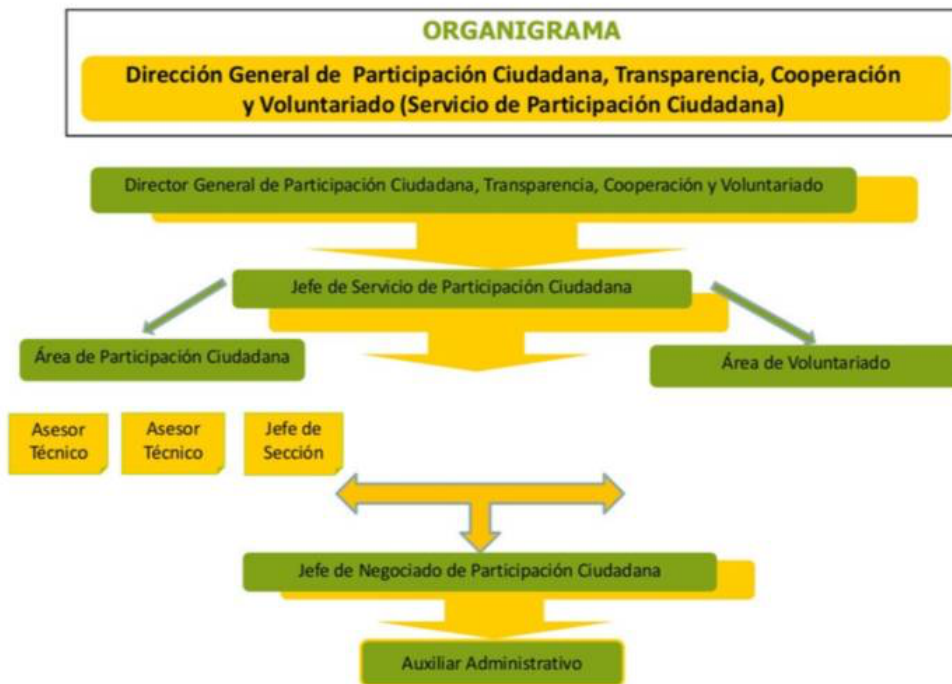 ORGANIGRAMA
Dirección General de Participación Ciudadana, Transparencia, Cooperación
y Voluntariado (Servicio de Participación Ciudadana)
Director General de Participación Ciudadana, Transparencia, Cooperación y Voluntariado
Jefe de Servicio de Participación Ciudadana
Área de Participación Ciudadana
Área de Voluntariado
Asesor
Técnico
Asesor
Técnico
Jefe de
Sección
Jefe de Negociado de Participación Ciudadana
Auxiliar Administrativo